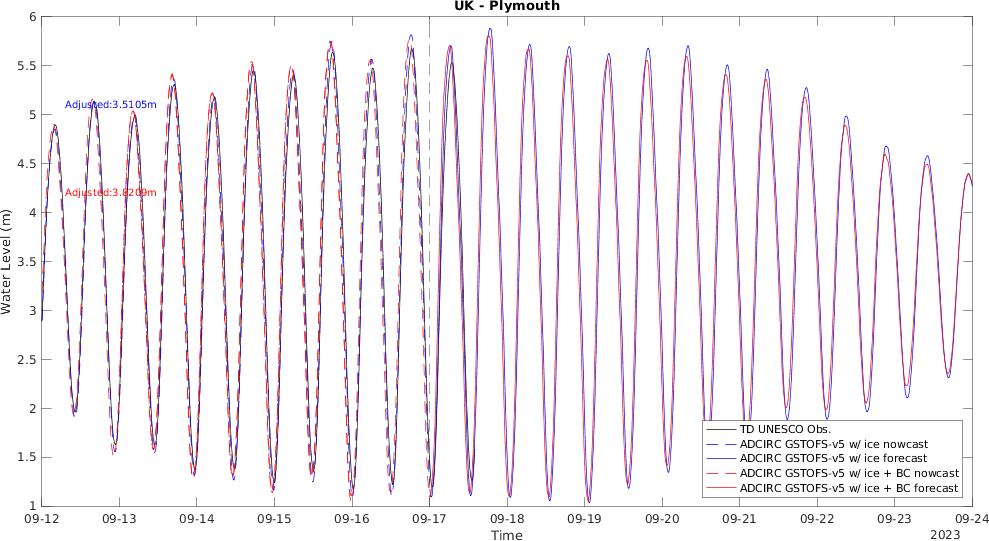 UK - Plymouth
6
5.5
5
4.5
4
3.5
3
2.5
2
1.5
1
Water Level (m)
Adjusted:3.5105m
Adjusted:3.8209m
TD UNESCO Obs.
ADCIRC GSTOFS-v5 w/ ice nowcast
ADCIRC GSTOFS-v5 w/ ice forecast
ADCIRC GSTOFS-v5 w/ ice + BC nowcast
ADCIRC GSTOFS-v5 w/ ice + BC forecast
09-12 09-13 09-14 09-15 09-16 09-17 09-18 09-19 09-20 09-21 09-22 09-23 09-24
Time
2023